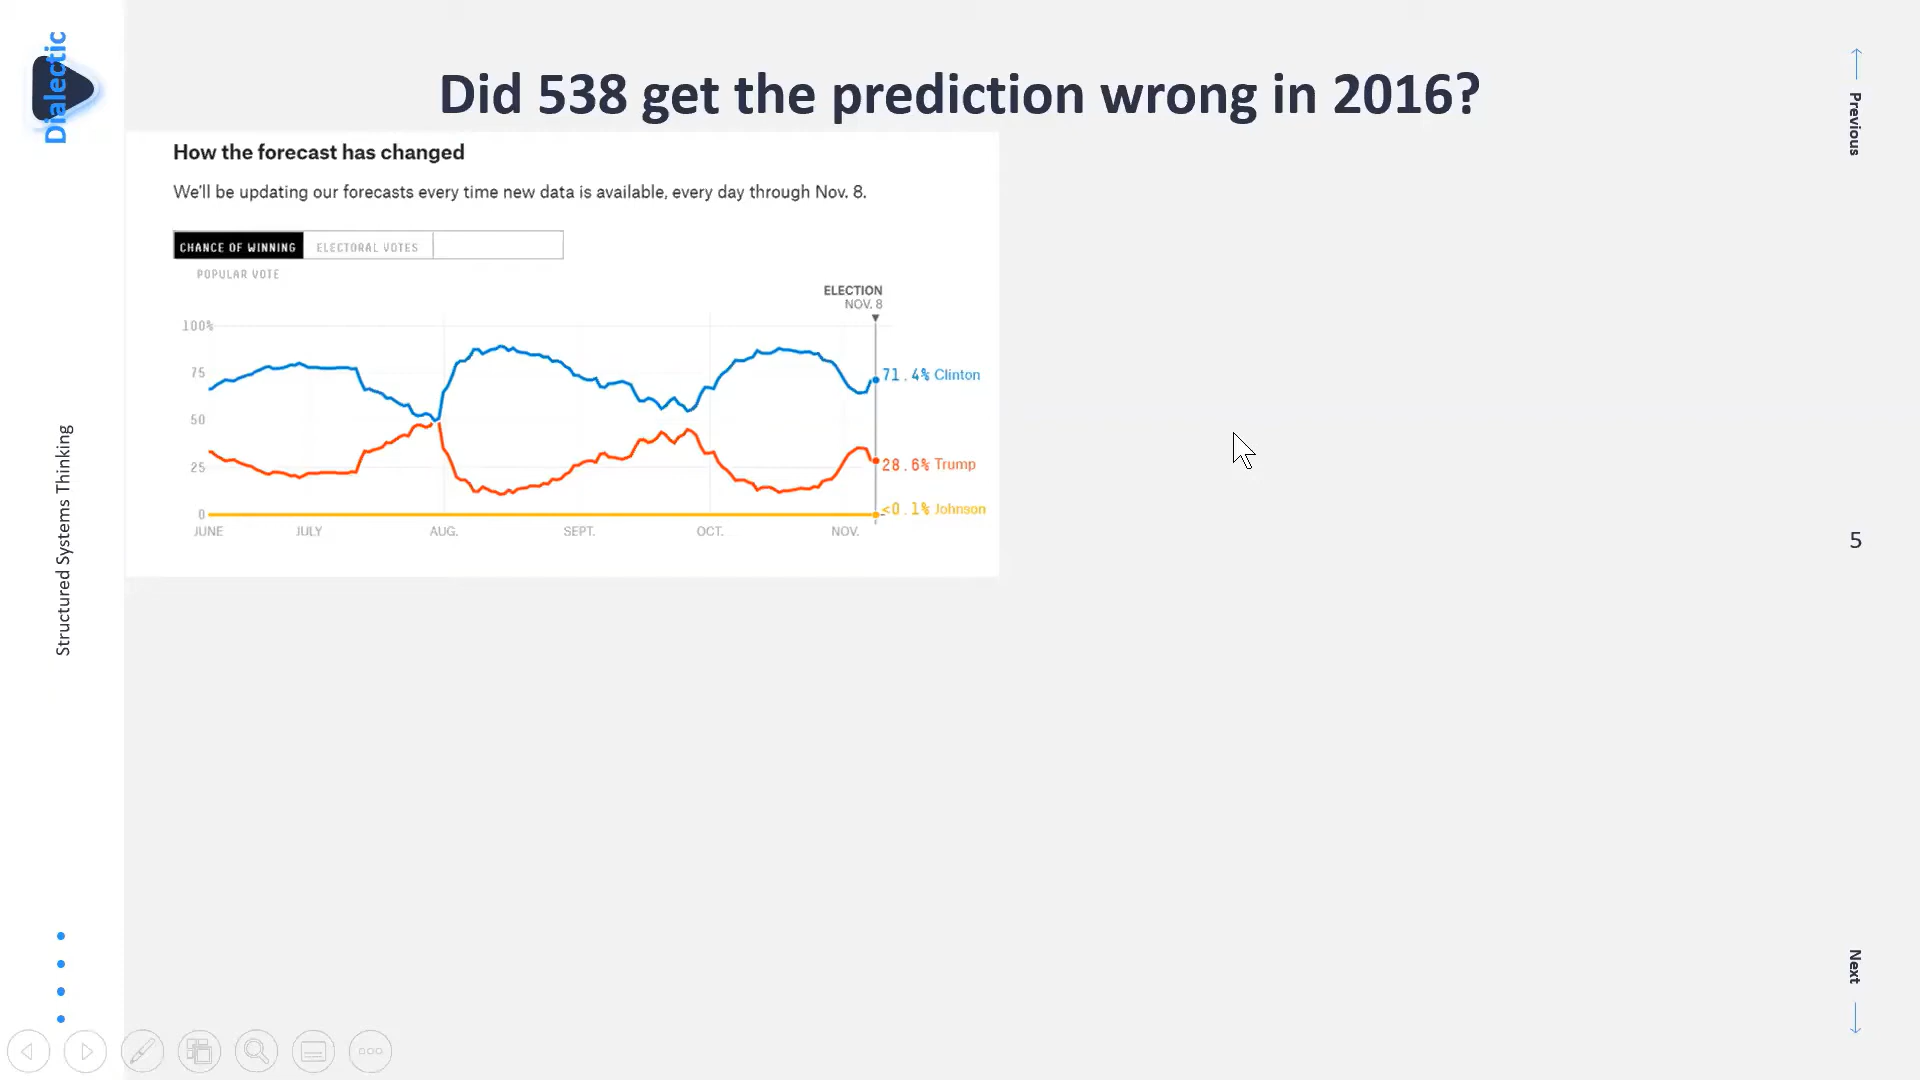 Dialectic
Structured Systems Thinking
Did 538 get the prediction wrong in 2016?
How the forecast has changed
We'll be updating our forecasts every time new data is available, every day through Nov. 8.
CHANCE OF WINNING ELECTORAL VOTES
POPULAR VOTE
ELECTION
NOV. 8
100%
75
50
25
0
71.4% Clinton
28.6% Trump
<0.1% Johnson
JUNE JULY AUG. SEPT. OCT. NOV.
Previous
5
Next